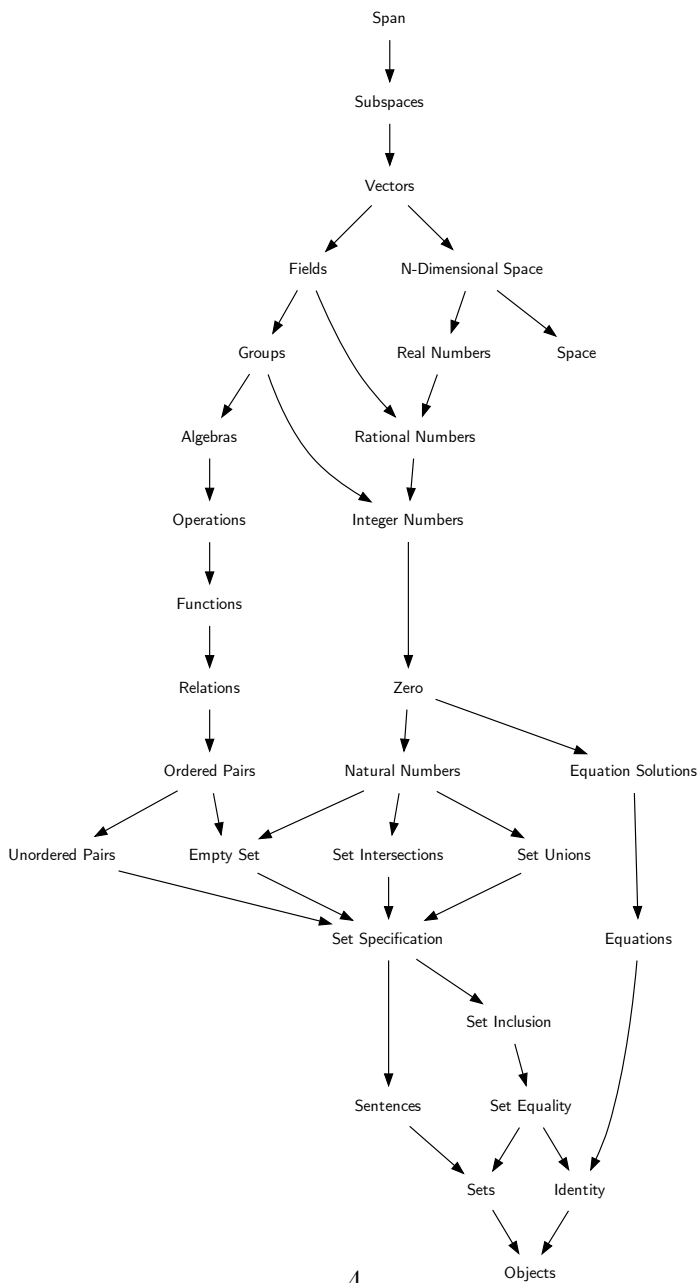 Span
Subspaces
Vectors
Fields
N-Dimensional Space
Groups
Real Numbers
Space
Algebras
Rational Numbers
Operations
Integer Numbers
Functions
Relations
Zero
Ordered Pairs
Natural Numbers
Equation Solutions
Unordered Pairs
Empty Set
Set Intersections
Set Unions
Set Specification
Equations
Set Inclusion
Sentences
Set Equality
Sets
Identity
Objects